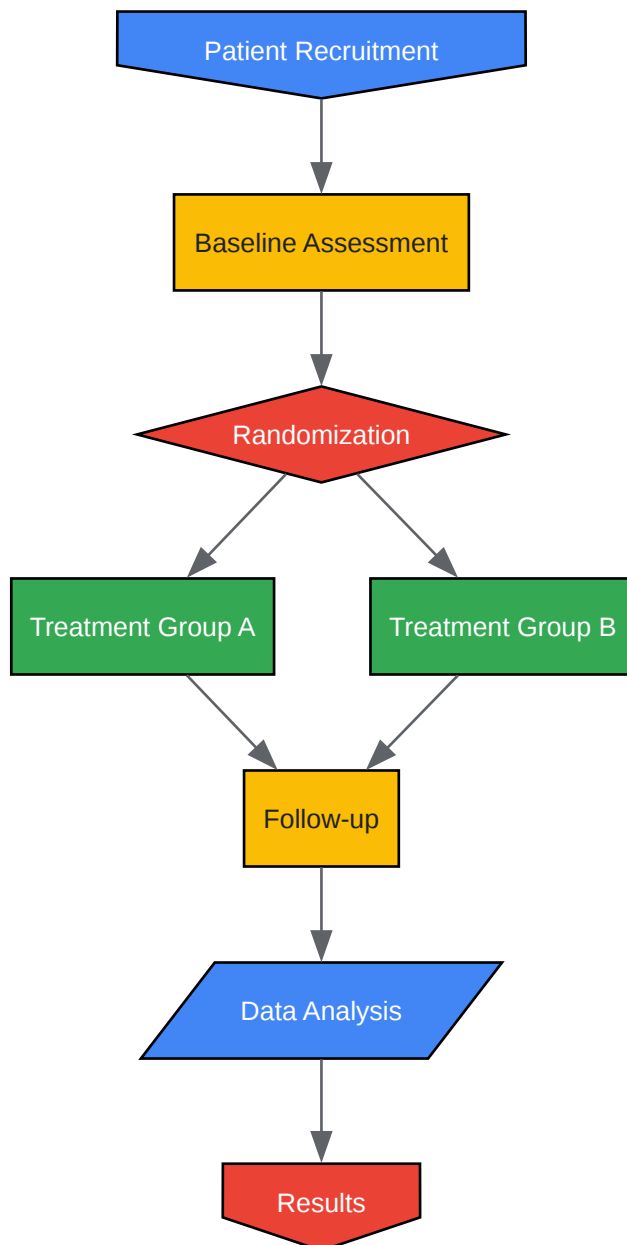 Patient Recruitment
Baseline Assessment
Randomization
Treatment Group A
Treatment Group B
Follow-up
Data Analysis
Results